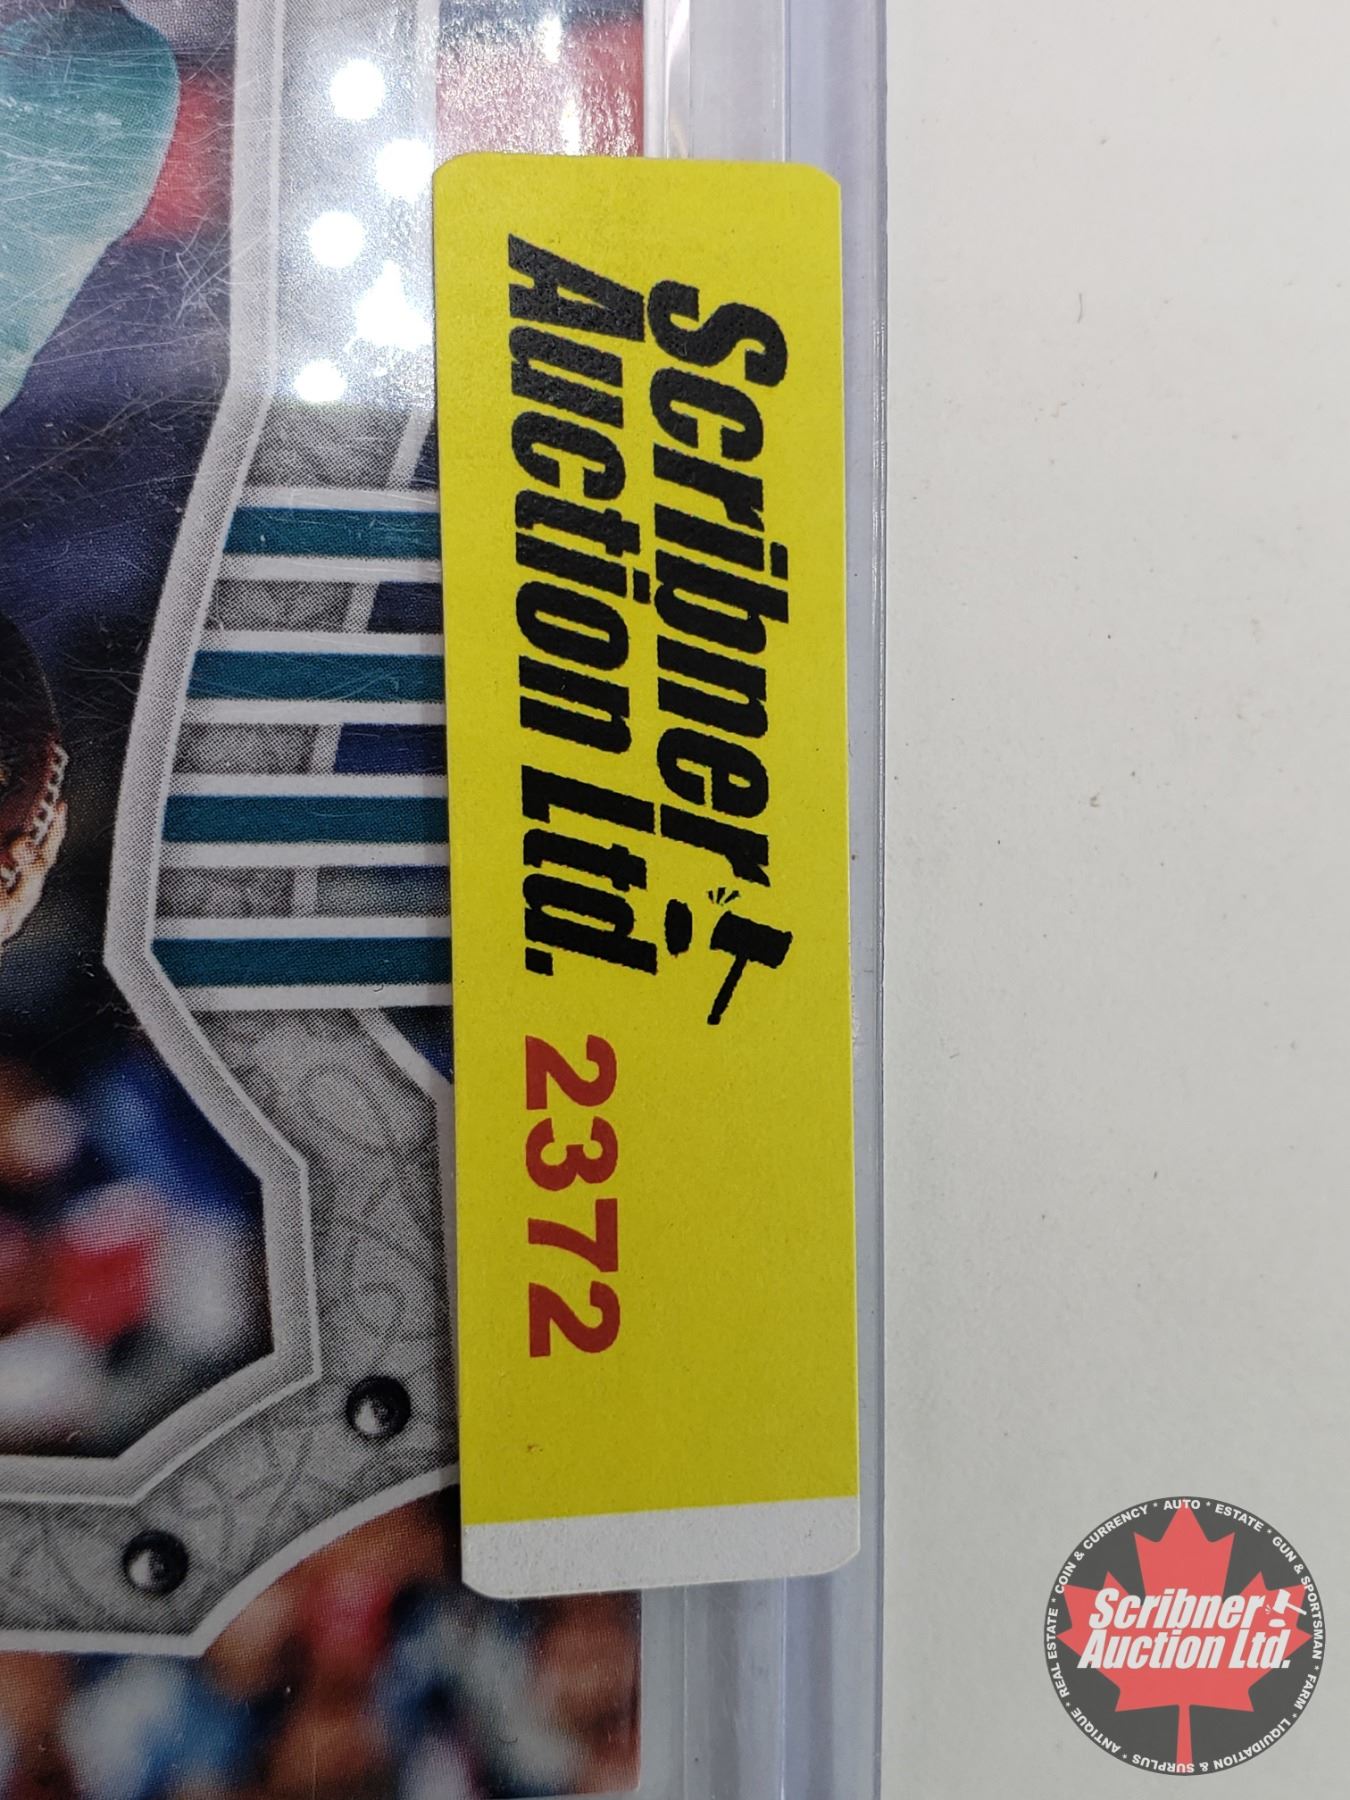 Scribner
Auction Ltd. 2372
COIN & CURRENCY * AUTO * ESTATE * GUN & SPORTSMAN * FARM * LIQUIDATION & SURPLUS * ANTIQUE * REAL ESTATE *
Scribner
Auction Ltd.